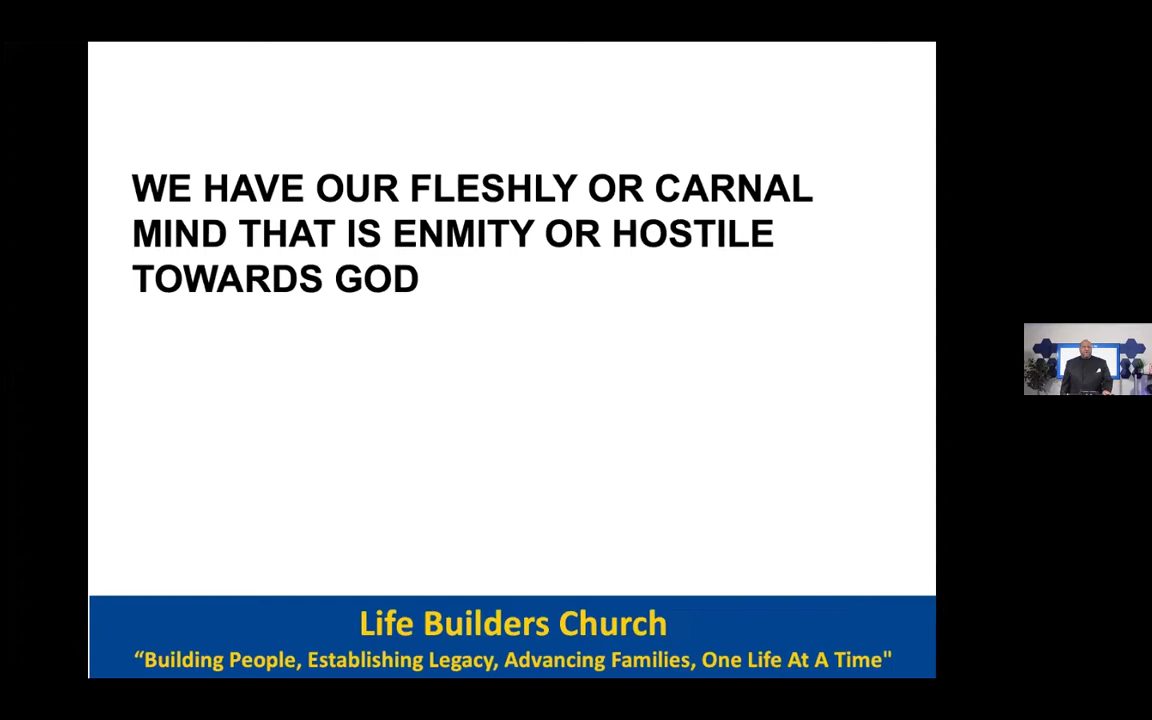 WE HAVE OUR FLESHLY OR CARNAL
MIND THAT IS ENMITY OR HOSTILE
TOWARDS GOD
Life Builders Church
“Building People, Establishing Legacy, Advancing Families, One Life At A Time"